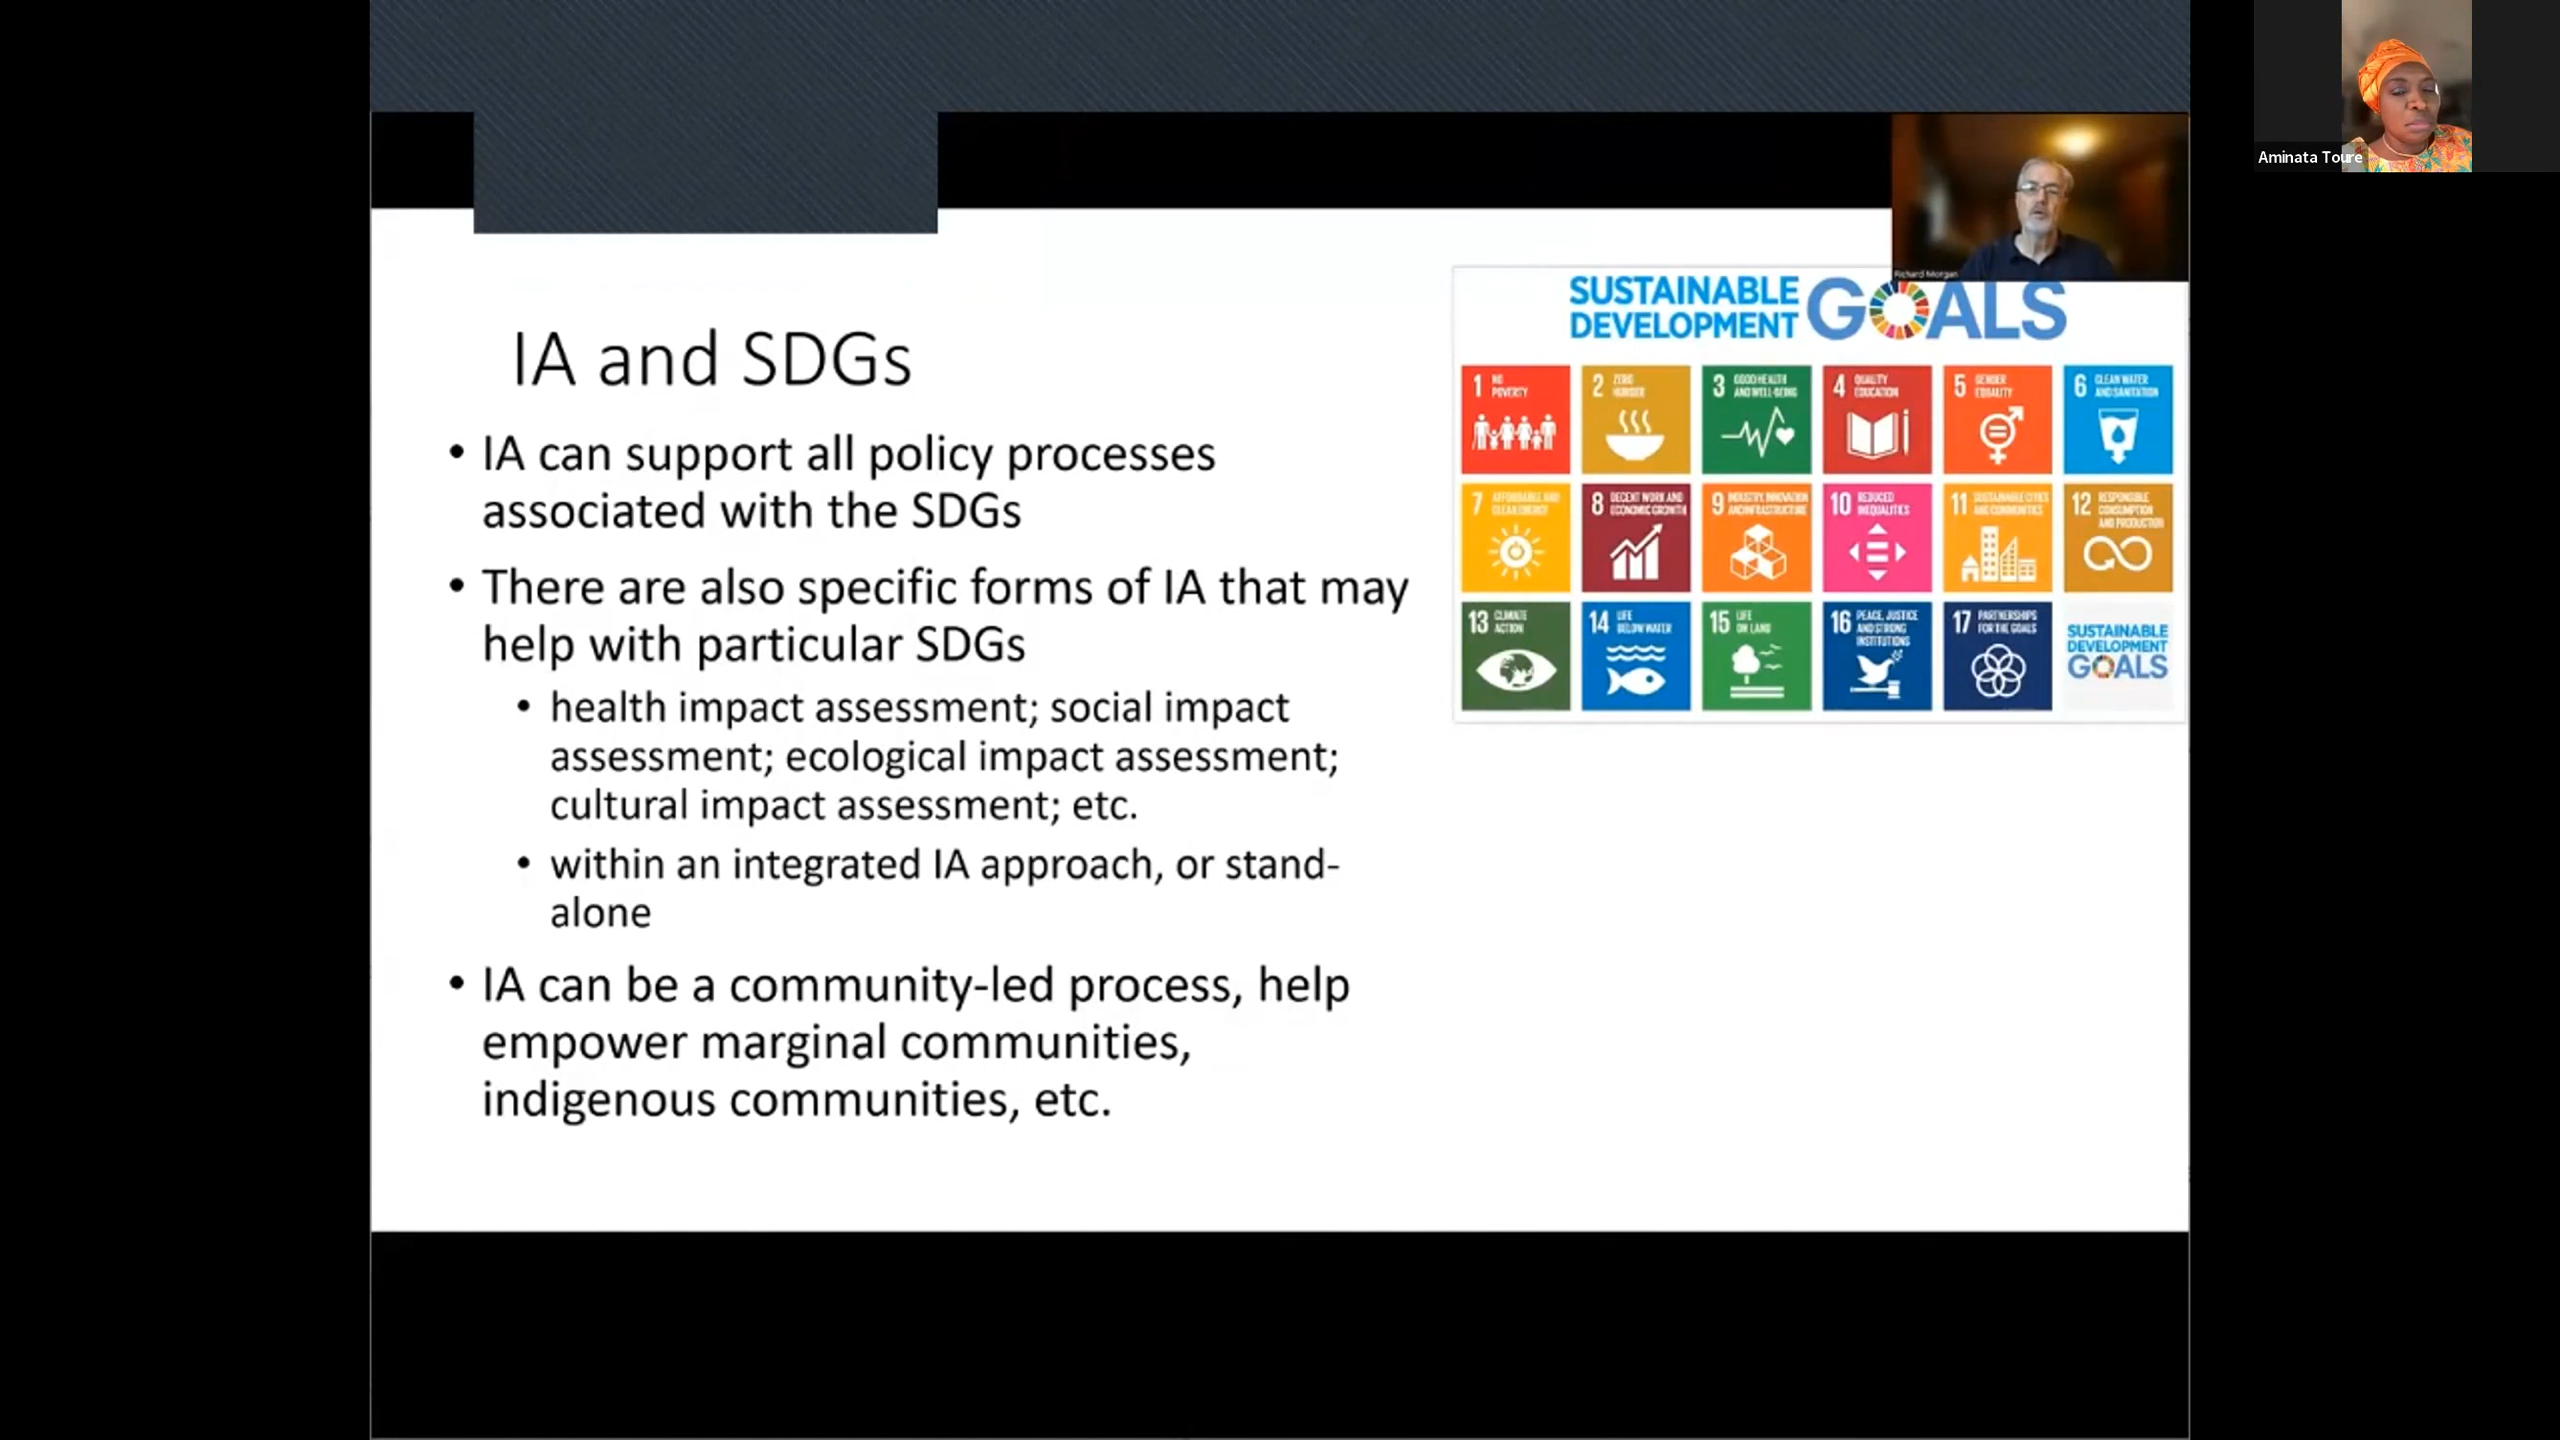 Aminata Toure
Richard Morgan
SUSTAINABLE
DEVELOPMENT
GOALS
IA and SDGs
• IA can support all policy processes
associated with the SDGs
• There are also specific forms of IA that may
help with particular SDGs
• health impact assessment; social impact
assessment; ecological impact assessment;
cultural impact assessment; etc.
• within an integrated IA approach, or stand-
alone
• IA can be a community-led process, help
empower marginal communities,
indigenous communities, etc.
1 NO
POVERTY
2 ZERO
HUNGER
3 GOOD HEALTH
AND WELL-BEING
4 QUALITY
EDUCATION
5 GENDER
EQUALITY
6 CLEAN WATER
AND SANITATION
7 AFFORDABLE AND
CLEAN ENERGY
8 DECENT WORK AND
ECONOMIC GROWTH
9 INDUSTRY, INNOVATION
AND INFRASTRUCTURE
10 REDUCED
INEQUALITIES
11 SUSTAINABLE CITIES
AND COMMUNITIES
12 RESPONSIBLE
CONSUMPTION
AND PRODUCTION
13 CLIMATE
ACTION
14 LIFE
BELOW WATER
15 LIFE
ON LAND
16 PEACE, JUSTICE
AND STRONG
INSTITUTIONS
17 PARTNERSHIPS
FOR THE GOALS
SUSTAINABLE
DEVELOPMENT
GOALS